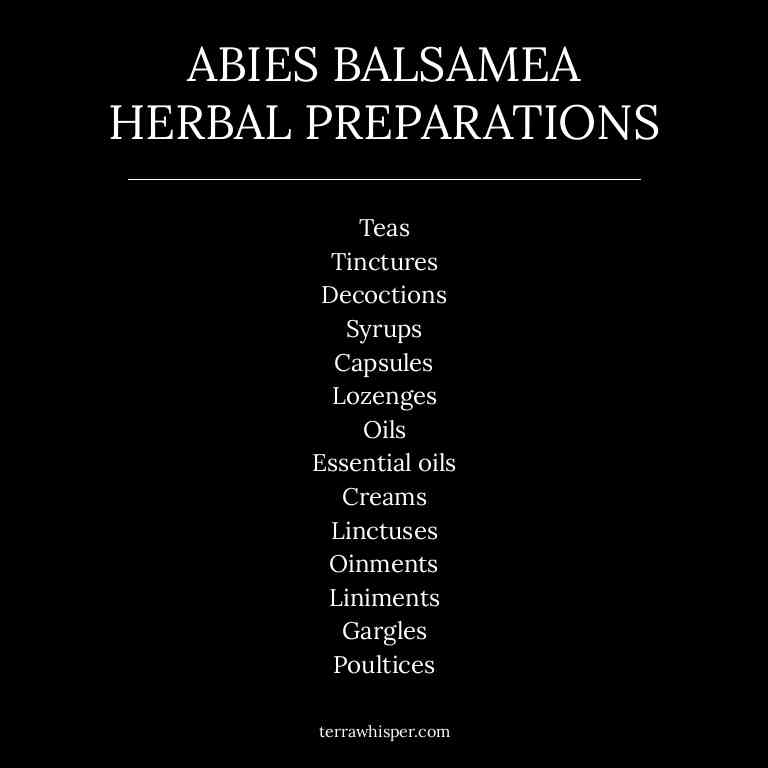 ABIES BALSAMEA
HERBAL PREPARATIONS
Teas
Tinctures
Decoctions
Syrups
Capsules
Lozenges
Oils
Essential oils
Creams
Linctuses
Oinments
Liniments
Gargles
Poultices
terrawhisper.com